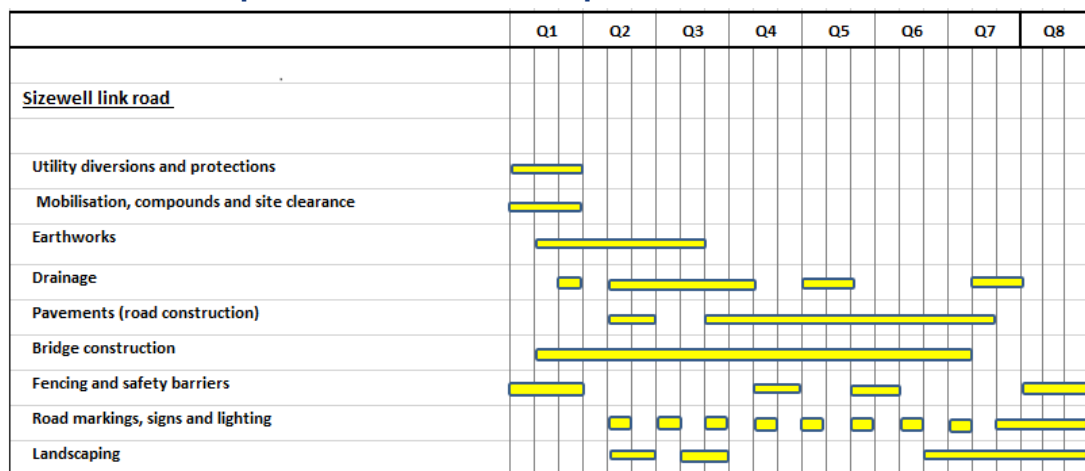 Q1 Q2 Q3 Q4 Q5 Q6 Q7 Q8
Sizewell link road
Utility diversions and protections
Mobilisation, compounds and site clearance
Earthworks
Drainage
Pavements (road construction)
Bridge construction
Fencing and safety barriers
Road markings, signs and lighting
Landscaping